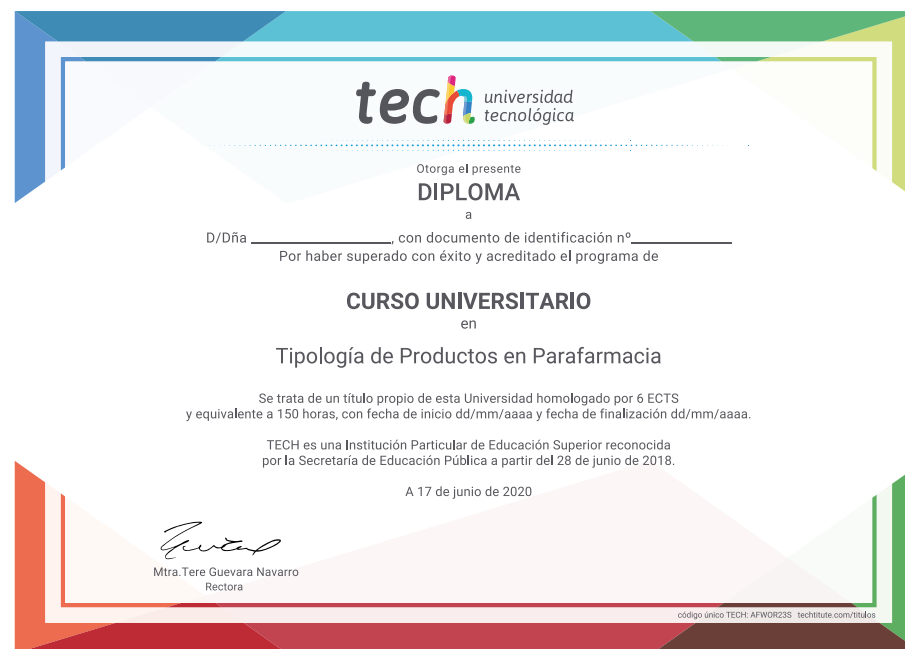 tech universidad
tecnológica
Otorga el presente
DIPLOMA
a
D/Dña ____________________, con documento de identificación nº______________
Por haber superado con éxito y acreditado el programa de
CURSO UNIVERSITARIO
en
Tipología de Productos en Parafarmacia
Se trata de un título propio de esta Universidad homologado por 6 ECTS
y equivalente a 150 horas, con fecha de inicio dd/mm/aaaa y fecha de finalización dd/mm/aaaa.
TECH es una Institución Particular de Educación Superior reconocida
por la Secretaría de Educación Pública a partir del 28 de junio de 2018.
A 17 de junio de 2020
Mtra.Tere Guevara Navarro
Rectora
código único TECH: AFWOR23S techtitute.com/titulos